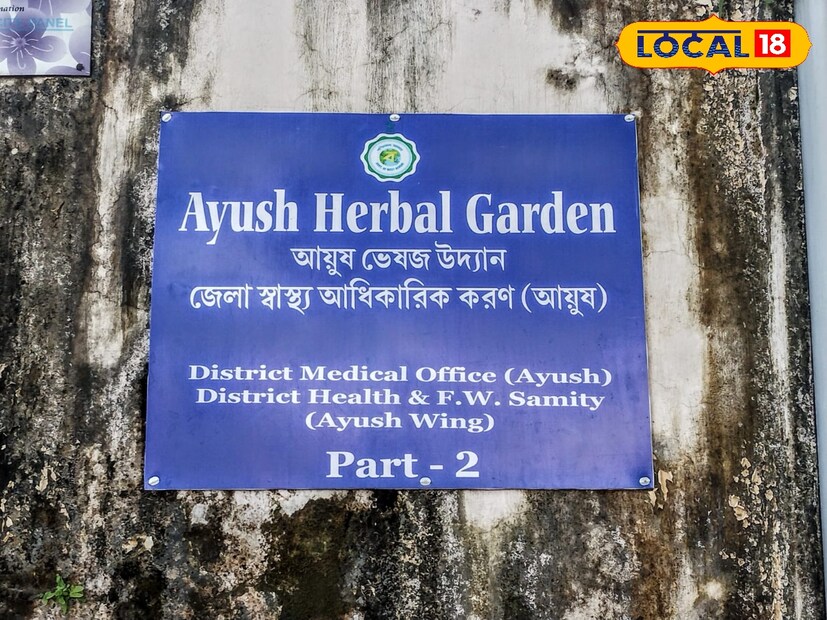 LOCAL 18
Ayush Herbal Garden
আয়ুষ ভেষজ উদ্যান
জেলা স্বাস্থ্য আধিকারিক করণ (আয়ুষ)
District Medical Office (Ayush)
District Health & F.W. Samity
(Ayush Wing)
Part - 2